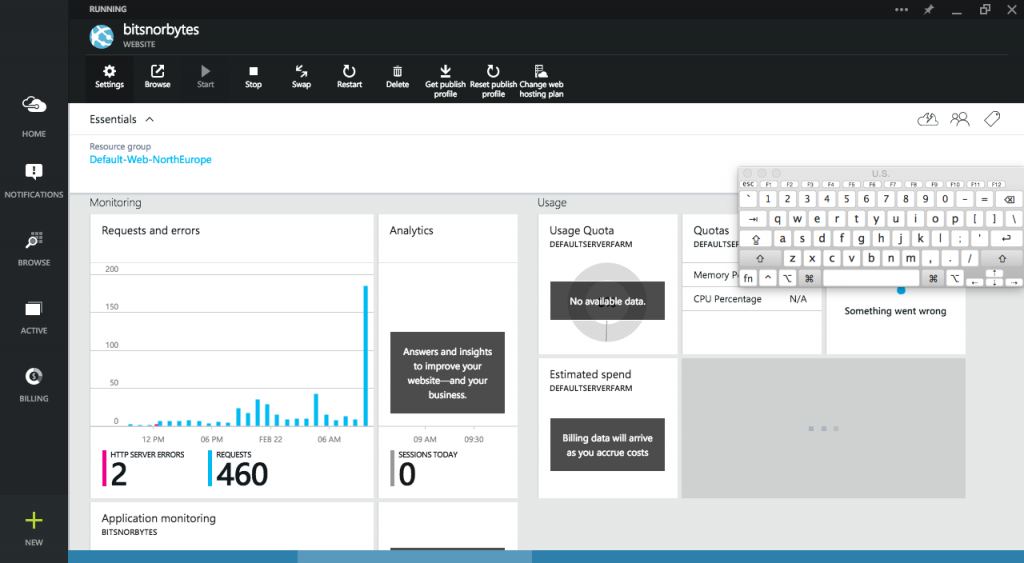 RUNNING
bitsnorbytes
WEBSITE
Settings
Browse
Start
Stop
Swap
Restart
Delete
Get publish
profile
Reset publish
profile
Change web
hosting plan
HOME
NOTIFICATIONS
BROWSE
ACTIVE
BILLING
NEW
Essentials
Resource group
Default-Web-NorthEurope
Monitoring
Requests and errors
200
150
100
50
0
12 PM 06 PM FEB 22 06 AM
HTTP SERVER ERRORS
2
REQUESTS
460
Analytics
Answers and insights
to improve your
website—and your
business.
09 AM 09:30
SESSIONS TODAY
0
Application monitoring
BITSNORBYTES
Usage
Usage Quota
DEFAULTSERVERFARM
No available data.
Quotas
DEFAULTSERVERF
Memory P
CPU Percentage N/A
Something went wrong
Estimated spend
DEFAULTSERVERFARM
Billing data will arrive
as you accrue costs
U.S.
esc F1 F2 F3 F4 F5 F6 F7 F8 F9 F10 F11 F12
` 1 2 3 4 5 6 7 8 9 0 - =
q w e r t y u i o p [ ] \
a s d f g h j k l ; '
z x c v b n m , . /
fn